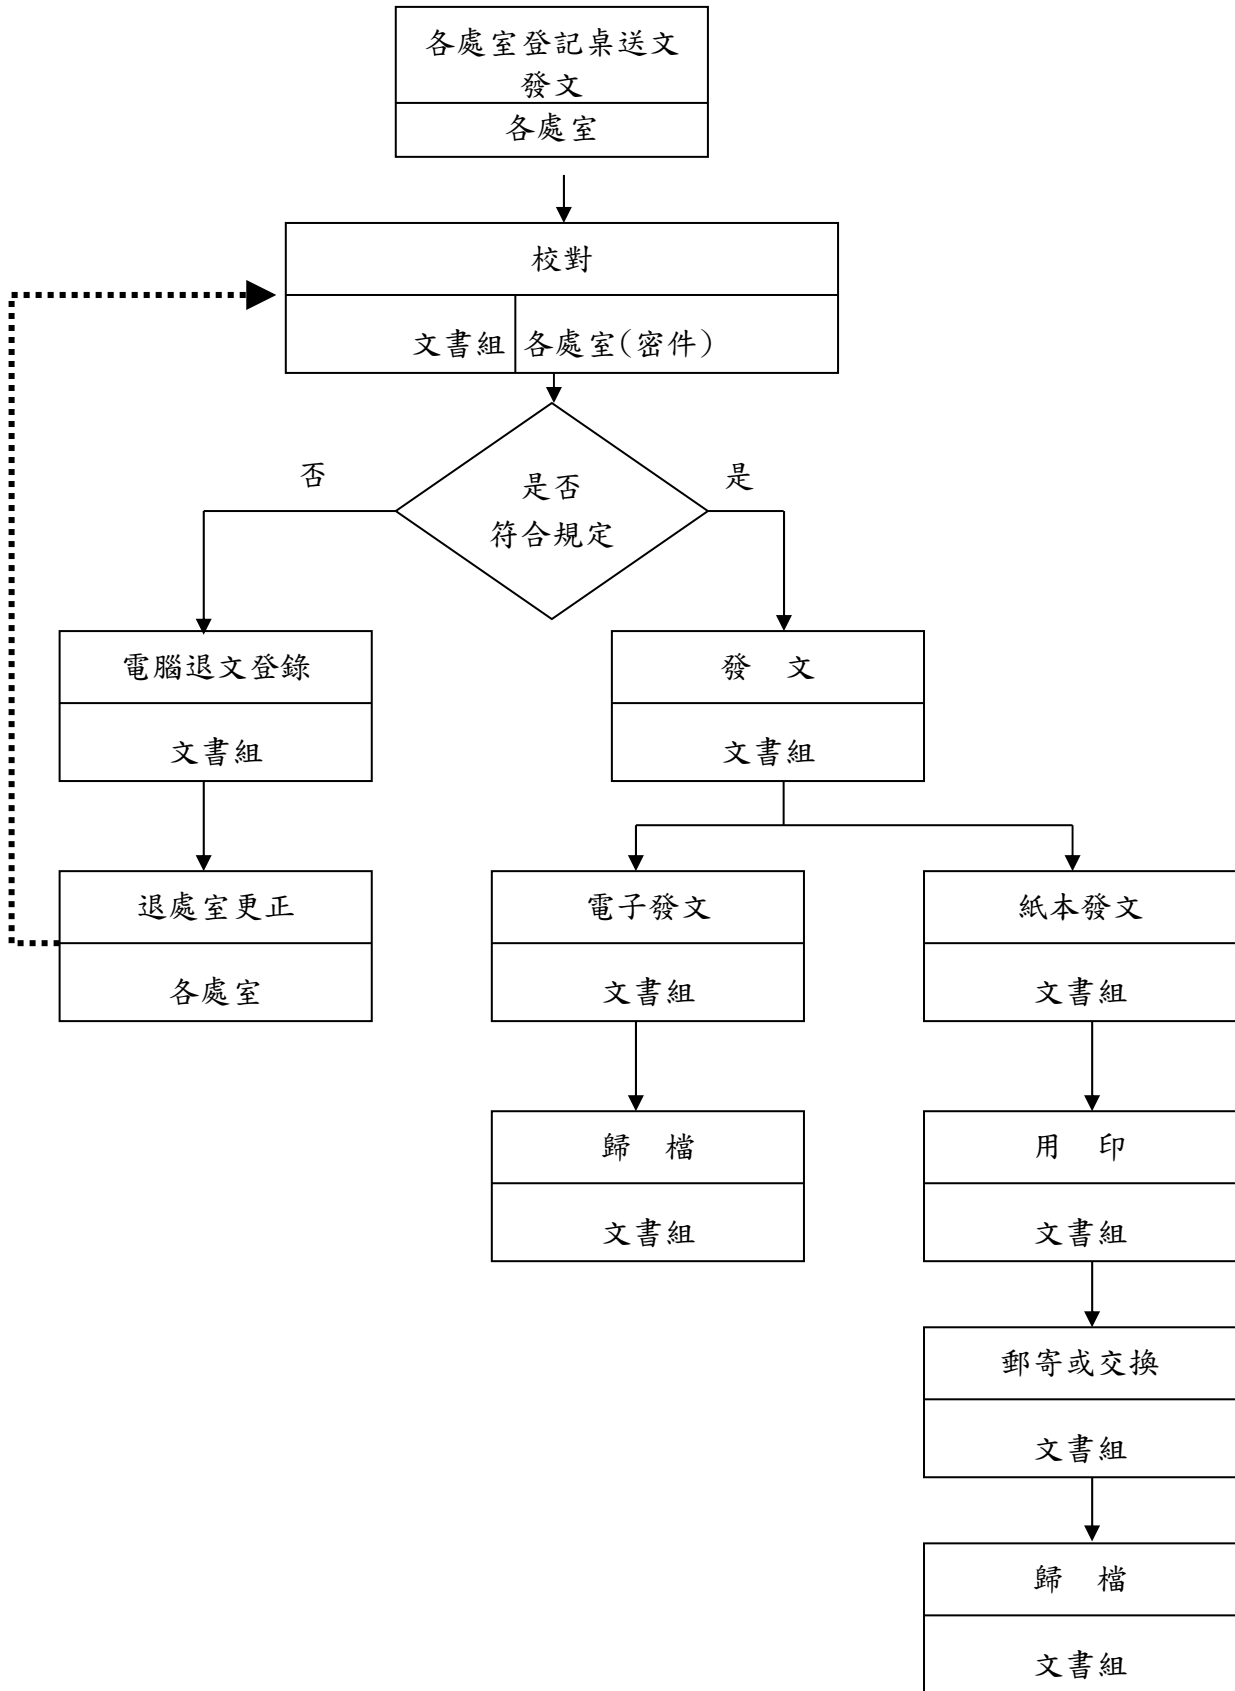 各處室登記桌送文
發文
各處室
校對
文書組 各處室(密件)
否
是
是否
符合規定
電腦退文登錄
文書組
發 文
文書組
退處室更正
各處室
電子發文
文書組
紙本發文
文書組
歸 檔
文書組
用 印
文書組
郵寄或交換
文書組
歸 檔
文書組